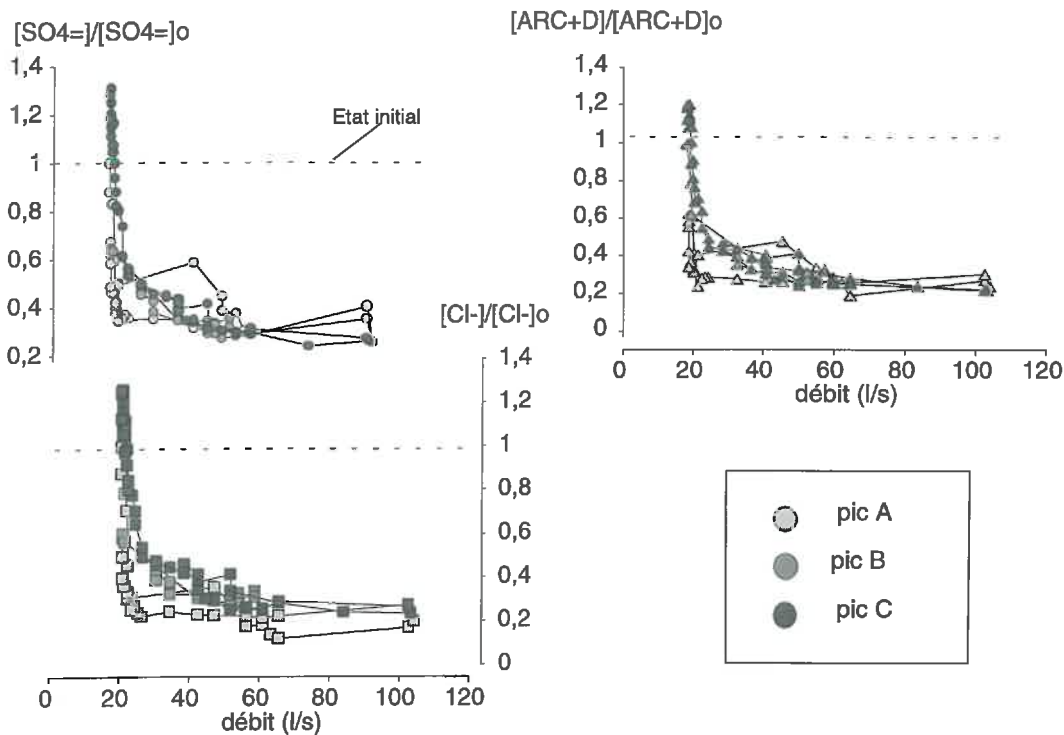 [SO4=]/[SO4=]o
1,4
1,2
1
0,8
0,6
0,4
0,2
Etat initial
[ARC+D]/[ARC+D]o
1,4
1,2
1
0,8
0,6
0,4
0,2
0
0 20 40 60 80 100 120
débit (l/s)
[Cl-]/[Cl-]o
1,4
1,2
1
0,8
0,6
0,4
0,2
0
0 20 40 60 80 100 120
débit (l/s)
pic A
pic B
pic C